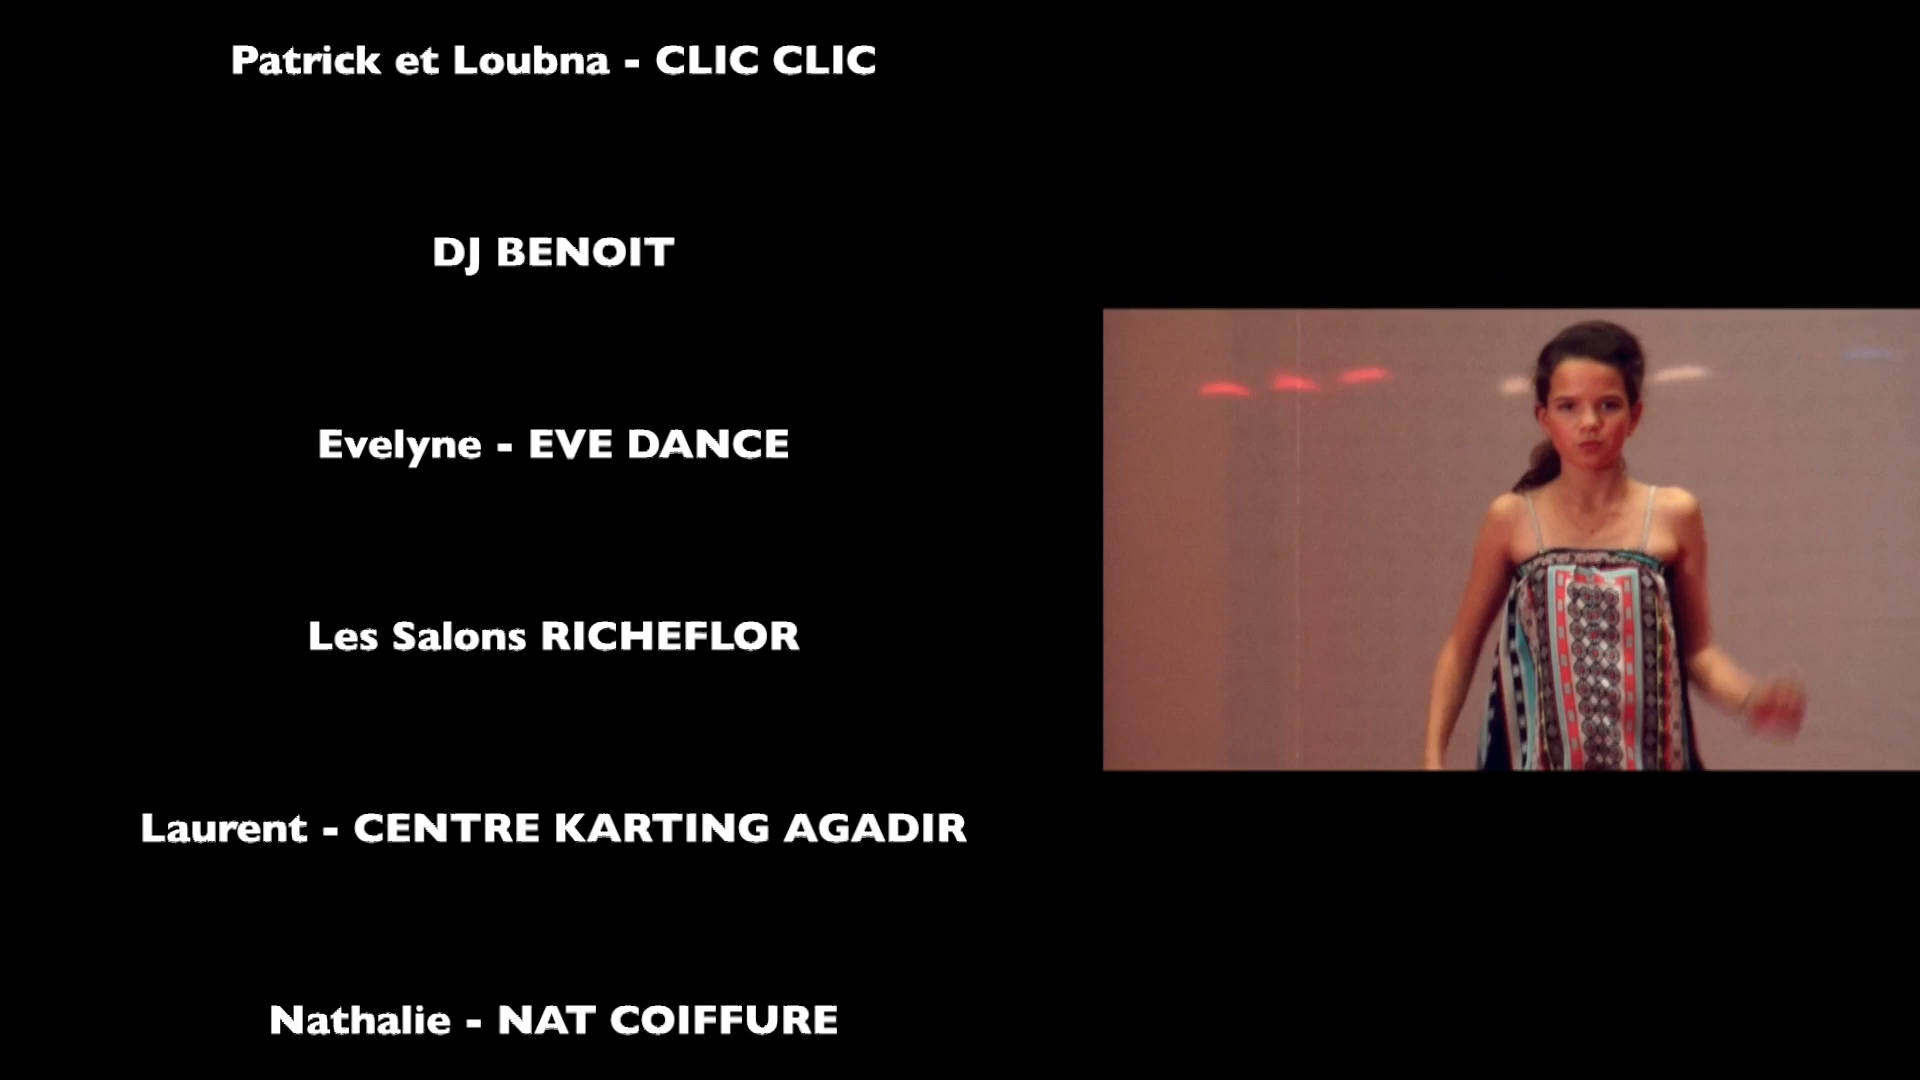 Patrick et Loubna - CLIC CLIC
DJ BENOIT
Evelyne - EVE DANCE
Les Salons RICHEFLOR
Laurent - CENTRE KARTING AGADIR
Nathalie - NAT COIFFURE